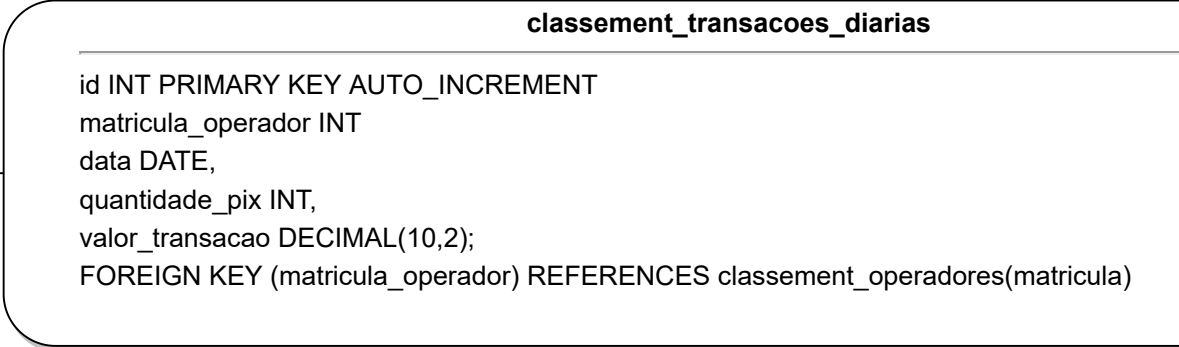 classement_transacoes_diarias
id INT PRIMARY KEY AUTO_INCREMENT
matricula_operador INT
data DATE,
quantidade_pix INT,
valor_transacao DECIMAL(10,2);
FOREIGN KEY (matricula_operador) REFERENCES classement_operadores(matricula)